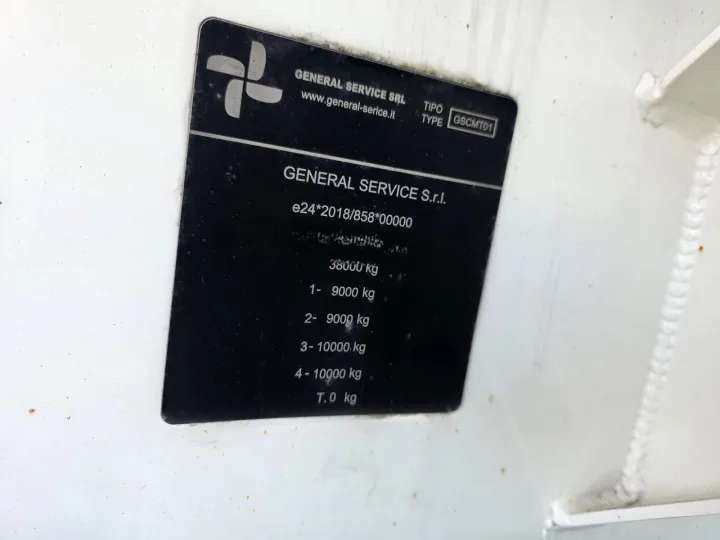 GENERAL SERVICE SRL
www.general-serice.it
TIPO
TYPE
GSCMT01
GENERAL SERVICE S.r.l.
e24*2018/858*00000
38000 kg
1- 9000 kg
2- 9000 kg
3- 10000 kg
4- 10000 kg
T. 0 kg